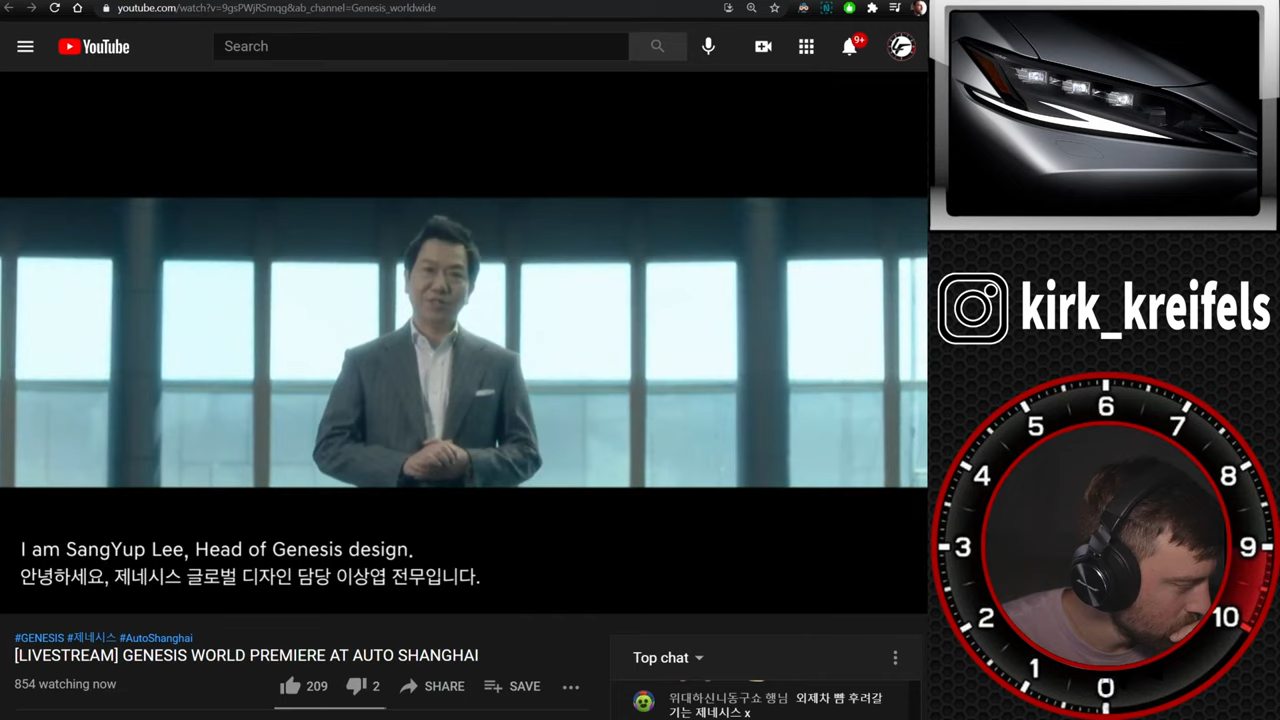 youtube.com/watch?v=9gsPWjRSmqg&ab_channel=Genesis_worldwide
YouTube
Search
9+
I am SangYup Lee, Head of Genesis design.
안녕하세요, 제네시스 글로벌 디자인 담당 이상엽 전무입니다.
#GENESIS #제네시스 #AutoShanghai
[LIVESTREAM] GENESIS WORLD PREMIERE AT AUTO SHANGHAI
854 watching now
209
2
SHARE
SAVE
Top chat
위대하신니동구쇼 행님 외제차 뺨 후려갈
기는 제네시스 x
kirk_kreifels
0
1
2
3
4
5
6
7
8
9
10